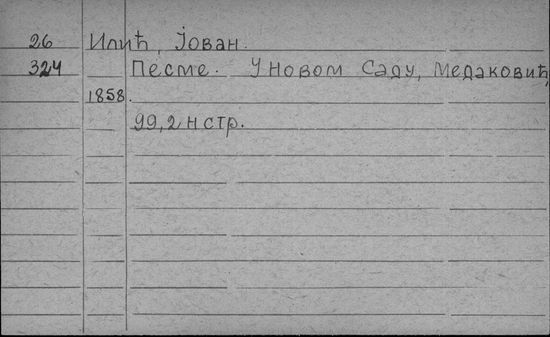 26 Илић, Јован.
324 Песме. У Новом Саду, Медаковић,
1858.
99, 2 н стр.